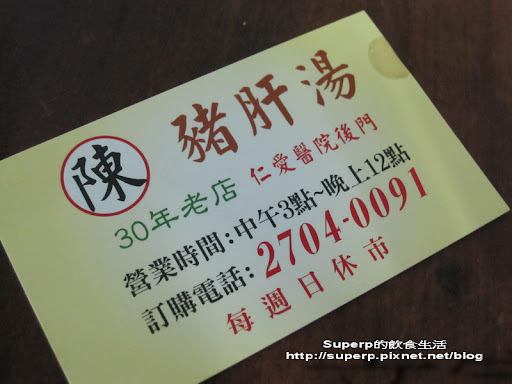 陳
豬肝湯
30年老店 仁愛醫院後門
營業時間:中午3點~晚上12點
訂購電話:2704-0091
每週日休市
Superp的飲食生活
http://superp.pixnet.net/blog